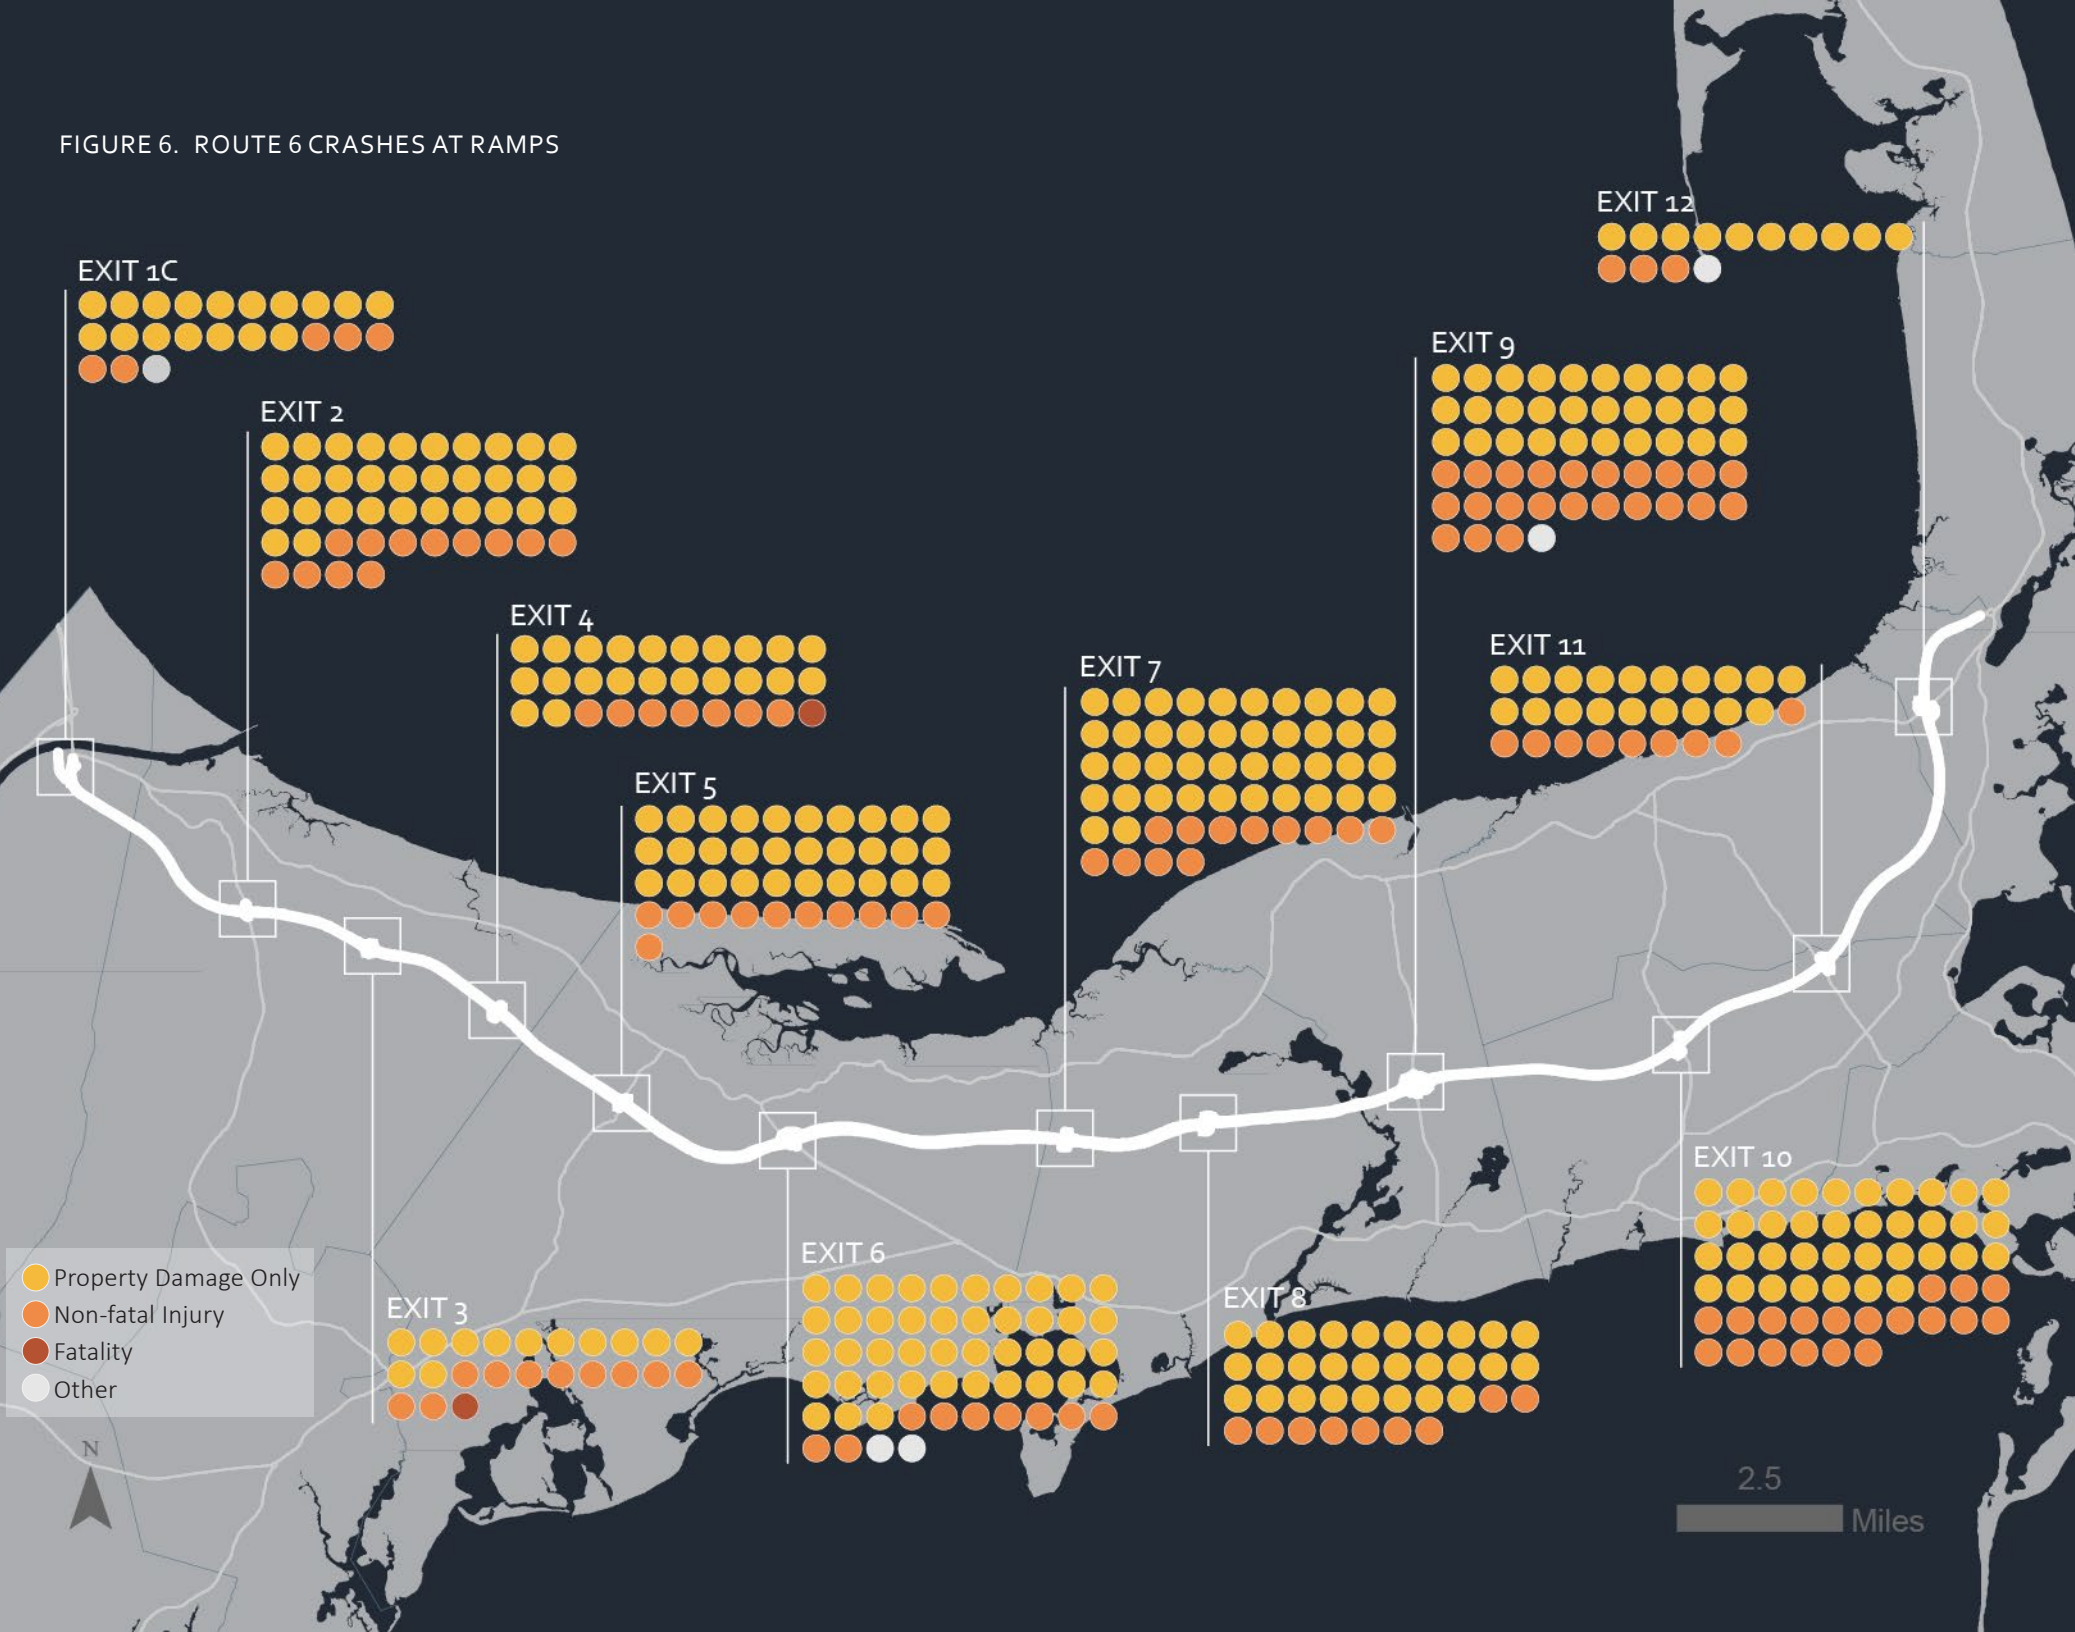 FIGURE 6. ROUTE 6 CRASHES AT RAMPS
EXIT 12
EXIT 1C
EXIT 9
EXIT 2
EXIT 4
EXIT 11
EXIT 7
EXIT 5
EXIT 10
EXIT 6
Property Damage Only
EXIT 8
EXIT 3
Non-fatal Injury
Fatality
Other
N
2.5
Miles